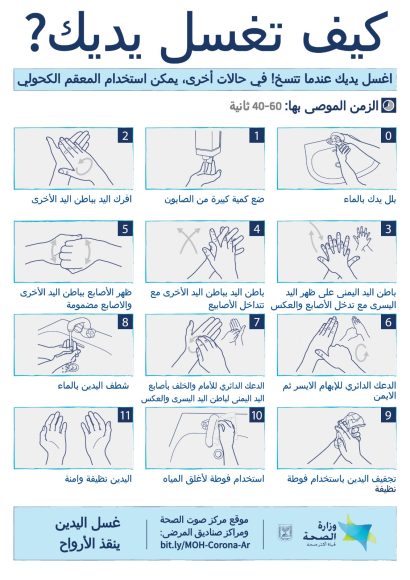 كيف تغسل يديك؟
اغسل يديك عندما تتسخ! في حالات أخرى، يمكن استخدام المعقم الكحولي
الزمن الموصى بها: 40-60 ثانية
0
بلل يدك بالماء
1
ضع كمية كبيرة من الصابون
2
افرك اليد بباطن اليد الأخرى
3
باطن اليد اليمنى على ظهر اليد
اليسرى مع تدخل الأصابع والعكس
4
باطن اليد بباطن اليد الأخرى مع
تتداخل الأصابيع
5
ظهر الأصابع بباطن اليد الأخرى
والاصابع مضمومة
6
الدعك الدائري للإبهام الايسر ثم
الايمن
7
الدعك الدائري للأمام والخلف بأصابع
اليد اليمنى لباطن اليد اليسرى والعكس
8
شطف اليدين بالماء
9
تجفيف اليدين باستخدام فوطة
نظيفة
10
استخدام فوطة لأغلق المياه
11
اليدين نظيفة وامنة
وزارة
الصحة
موقع مركز صوت الصحة
ومراكز صناديق المرضى:
bit.ly/MOH-Corona-Ar
غسل اليدين
ينقذ الأرواح